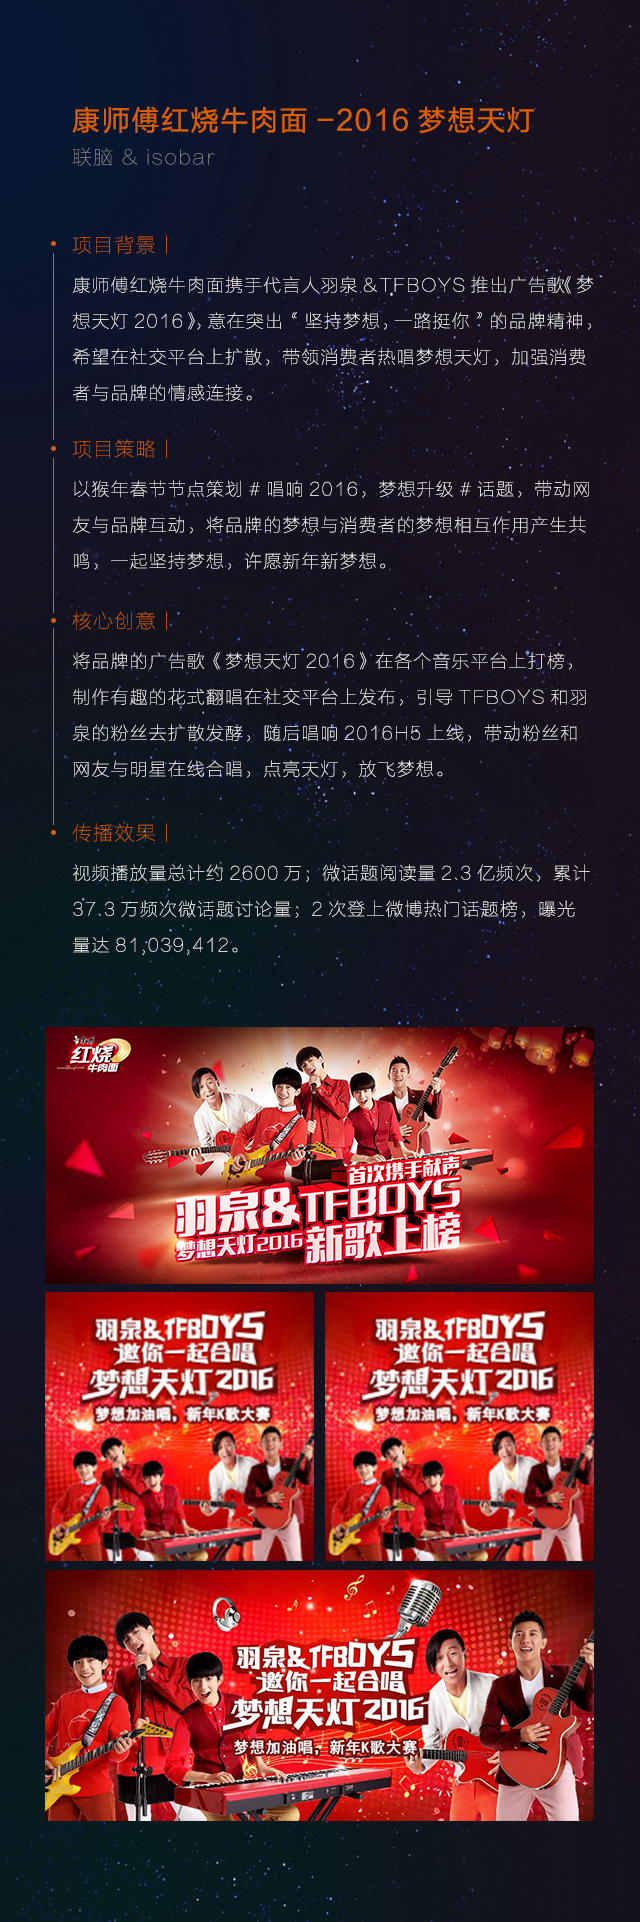 康师傅红烧牛肉面 -2016 梦想天灯
联脑 & isobar
项目背景 |
康师傅红烧牛肉面携手代言人羽泉 &TFBOYS 推出广告歌《梦
想天灯 2016》，意在突出 “ 坚持梦想，一路挺你 ” 的品牌精神，
希望在社交平台上扩散，带领消费者热唱梦想天灯，加强消费
者与品牌的情感连接。
项目策略 |
以猴年春节节点策划 # 唱响 2016，梦想升级 # 话题，带动网
友与品牌互动，将品牌的梦想与消费者的梦想相互作用产生共
鸣，一起坚持梦想，许愿新年新梦想。
核心创意 |
将品牌的广告歌《梦想天灯 2016》在各个音乐平台上打榜，
制作有趣的花式翻唱在社交平台上发布，引导 TFBOYS 和羽
泉的粉丝去扩散发酵，随后唱响 2016H5 上线，带动粉丝和
网友与明星在线合唱，点亮天灯，放飞梦想。
传播效果 |
视频播放量总计约 2600 万；微话题阅读量 2.3 亿频次，累计
37.3 万频次微话题讨论量；2 次登上微博热门话题榜，曝光
量达 81,039,412。
康师傅
红烧
牛肉面
首次携手献声
羽泉&TFBOYS
梦想天灯2016 新歌上榜
羽泉&TFBOYS
邀你一起合唱
梦想天灯2016
梦想加油唱，新年K歌大赛
羽泉&TFBOYS
邀你一起合唱
梦想天灯2016
梦想加油唱，新年K歌大赛
羽泉&TFBOYS
邀你一起合唱
梦想天灯2016
梦想加油唱，新年K歌大赛